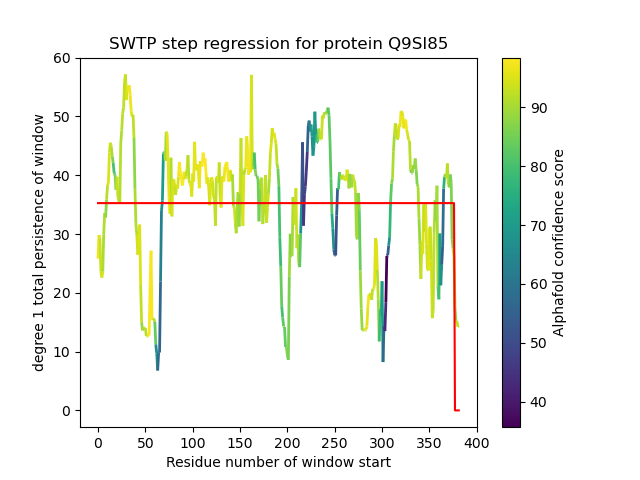 SWTP step regression for protein Q9SI85
degree 1 total persistence of window
60
50
40
30
20
10
0
0 50 100 150 200 250 300 350 400
Residue number of window start
90
80
70
60
50
40
Alphafold confidence score